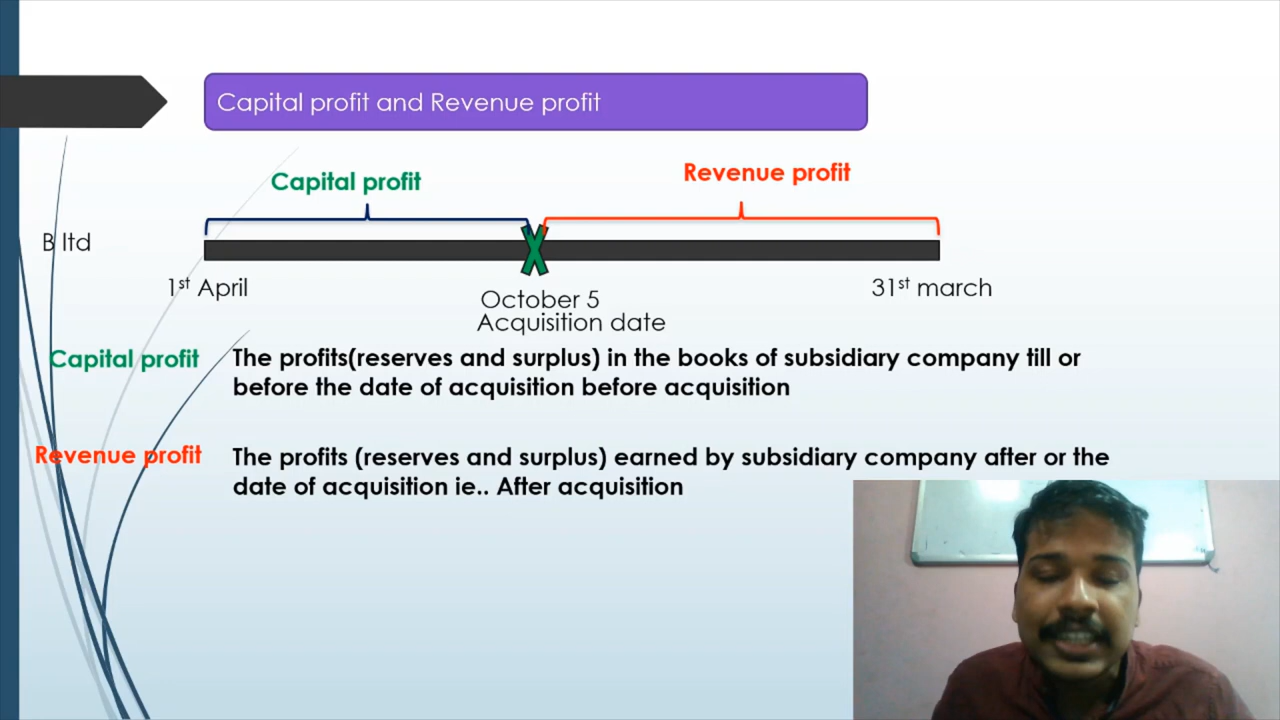 Capital profit and Revenue profit
Capital profit
Revenue profit
B ltd
1st April
October 5
Acquisition date
31st march
Capital profit
The profits(reserves and surplus) in the books of subsidiary company till or
before the date of acquisition before acquisition
Revenue profit
The profits (reserves and surplus) earned by subsidiary company after or the
date of acquisition ie.. After acquisition